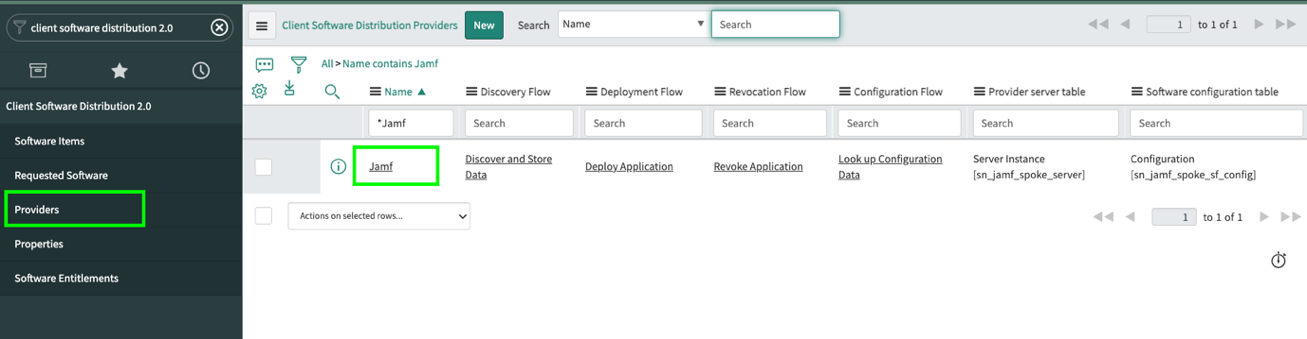 client software distribution 2.0
Client Software Distribution Providers New Search Name Search 1 to 1 of 1
All > Name contains Jamf
Name Discovery Flow Deployment Flow Revocation Flow Configuration Flow Provider server table Software configuration table
*Jamf Search Search Search Search Search Search
Jamf Discover and Store Data Deploy Application Revoke Application Look up Configuration Data Server Instance [sn_jamf_spoke_server] Configuration [sn_jamf_spoke_sf_config]
Actions on selected rows... 1 to 1 of 1
Client Software Distribution 2.0
Software Items
Requested Software
Providers
Properties
Software Entitlements